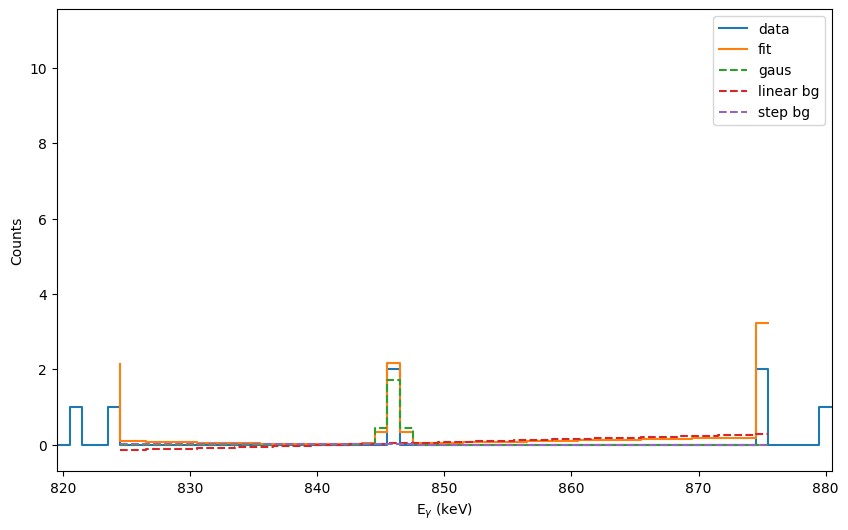 data
fit
gaus
linear bg
step bg
10
8
6
4
2
0
Counts
820 830 840 850 860 870 880
Eγ (keV)